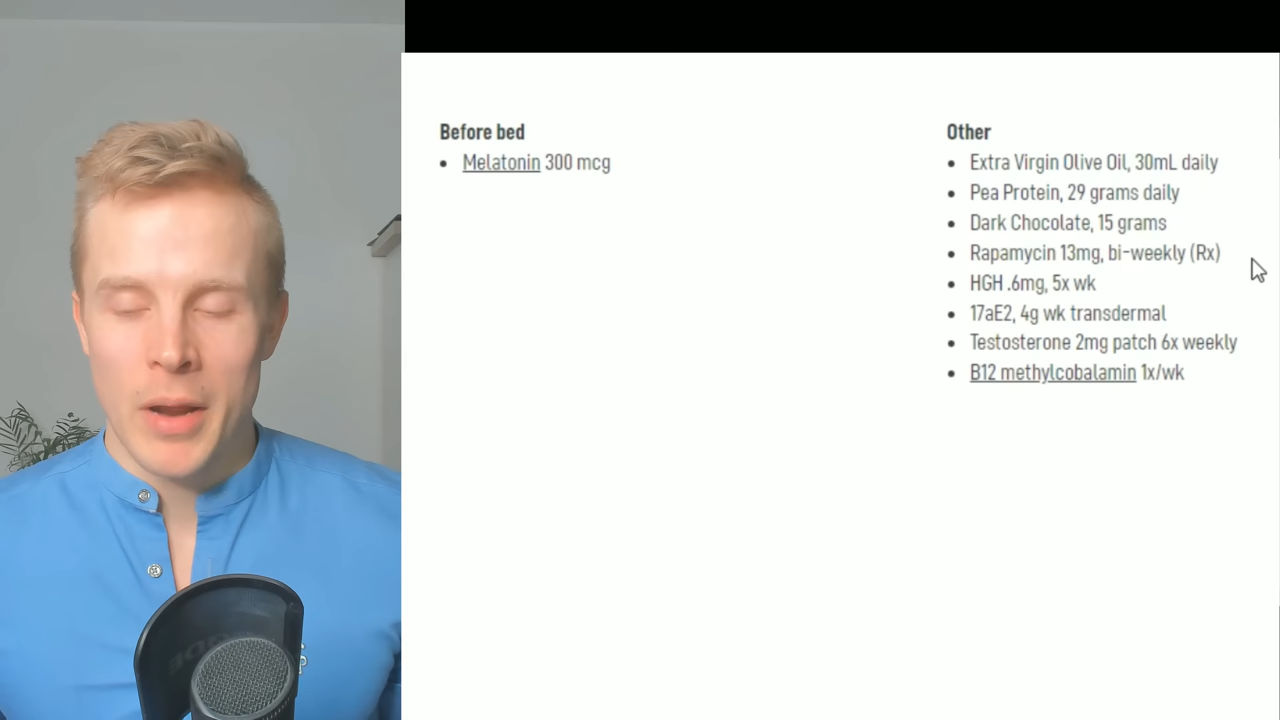 Before bed
• Melatonin 300 mcg
Other
• Extra Virgin Olive Oil, 30mL daily
• Pea Protein, 29 grams daily
• Dark Chocolate, 15 grams
• Rapamycin 13mg, bi-weekly (Rx)
• HGH .6mg, 5x wk
• 17aE2, 4g wk transdermal
• Testosterone 2mg patch 6x weekly
• B12 methylcobalamin 1x/wk